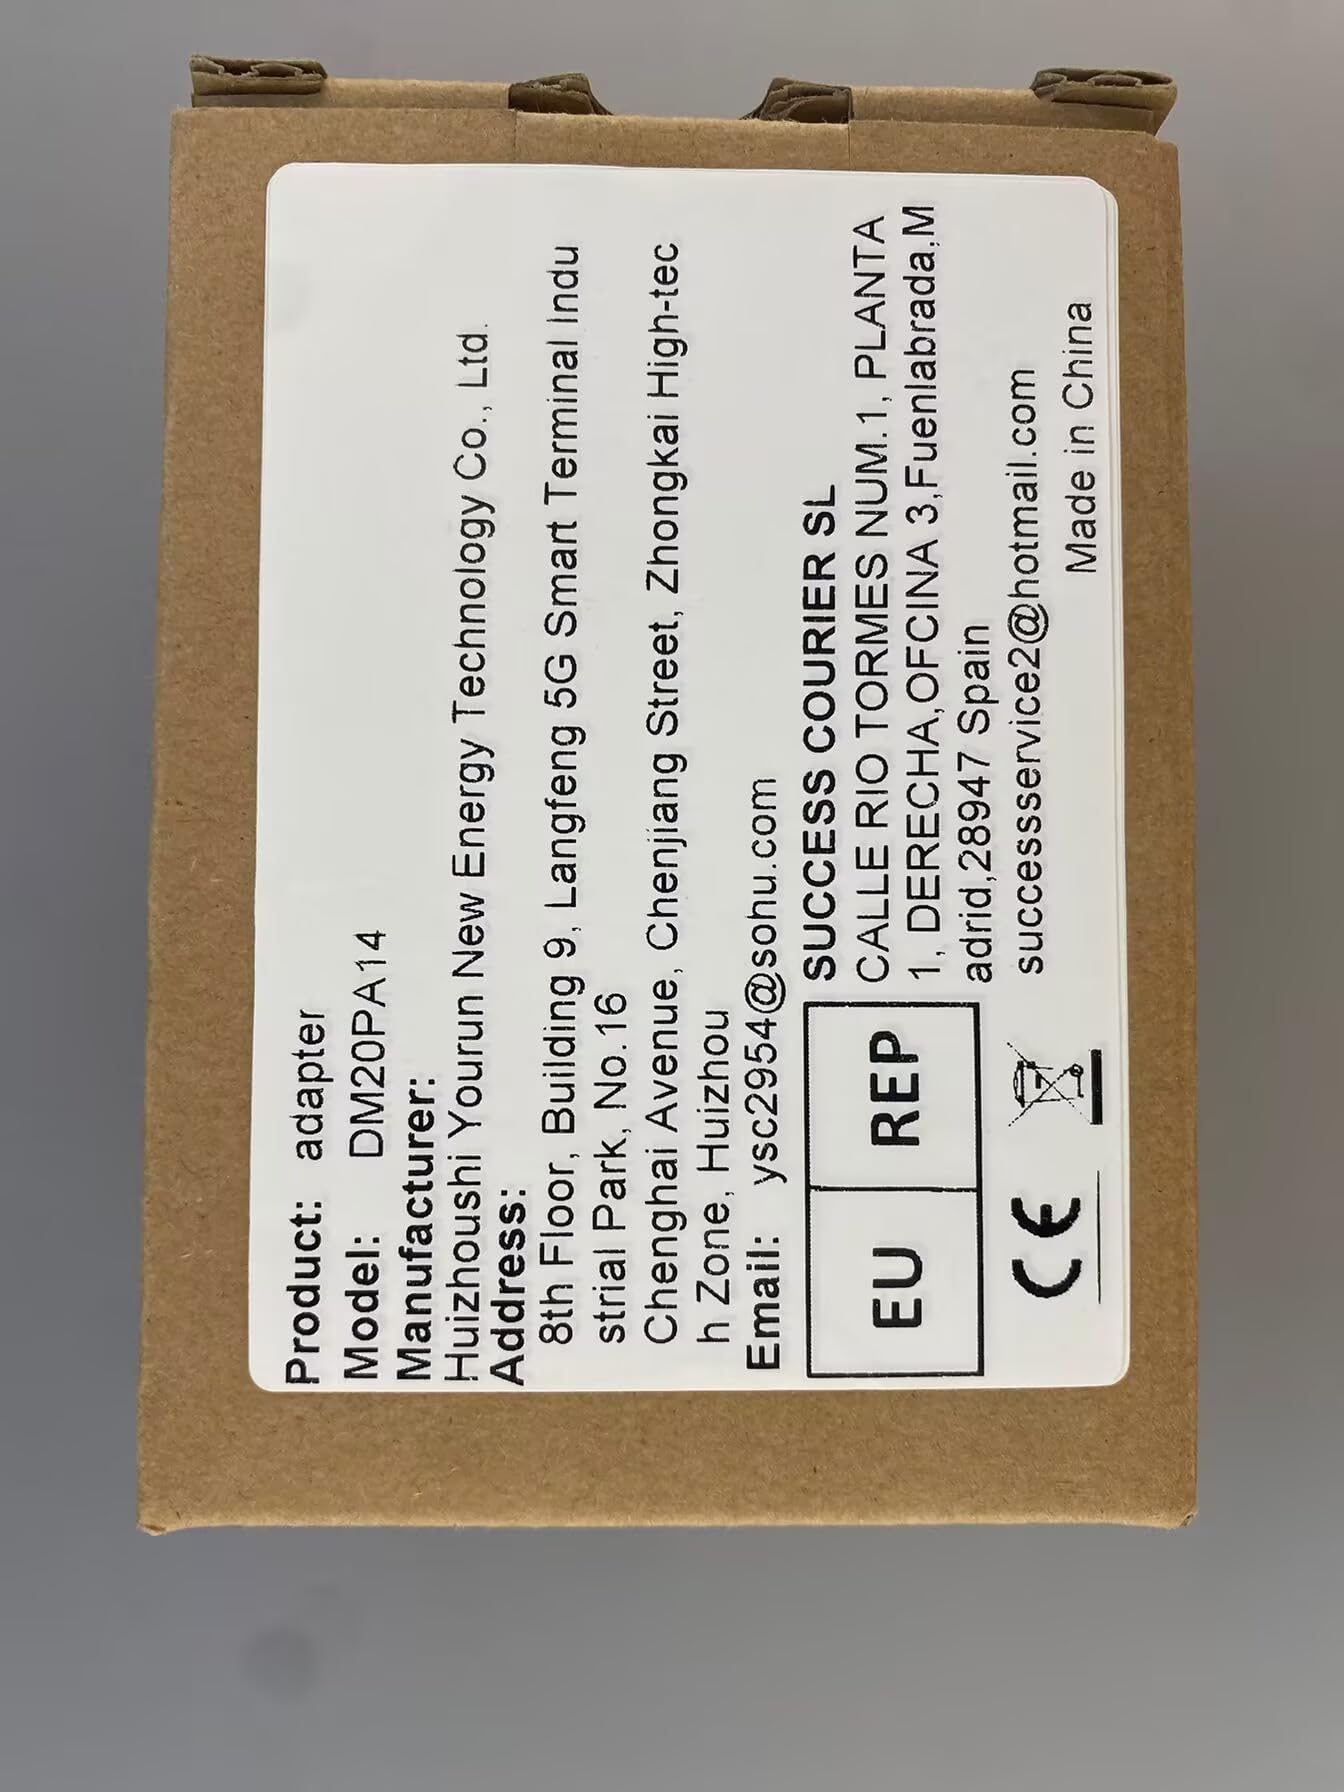 Product: adapter
Model: DM20PA14
Manufacturer:
Huizhoushi Yourun New Energy Technology Co., Ltd.
Address:
8th Floor, Building 9, Langfeng 5G Smart Terminal Indu
strial Park, No.16
Chenghai Avenue, Chenjiang Street, Zhongkai High-tec
h Zone, Huizhou
Email: ysc2954@sohu.com
EU REP
SUCCESS COURIER SL
CALLE RIO TORMES NUM.1, PLANTA
1, DERECHA,OFCINA 3,Fuenlabrada,M
adrid,28947 Spain
successservice2@hotmail.com
CE
Made in China